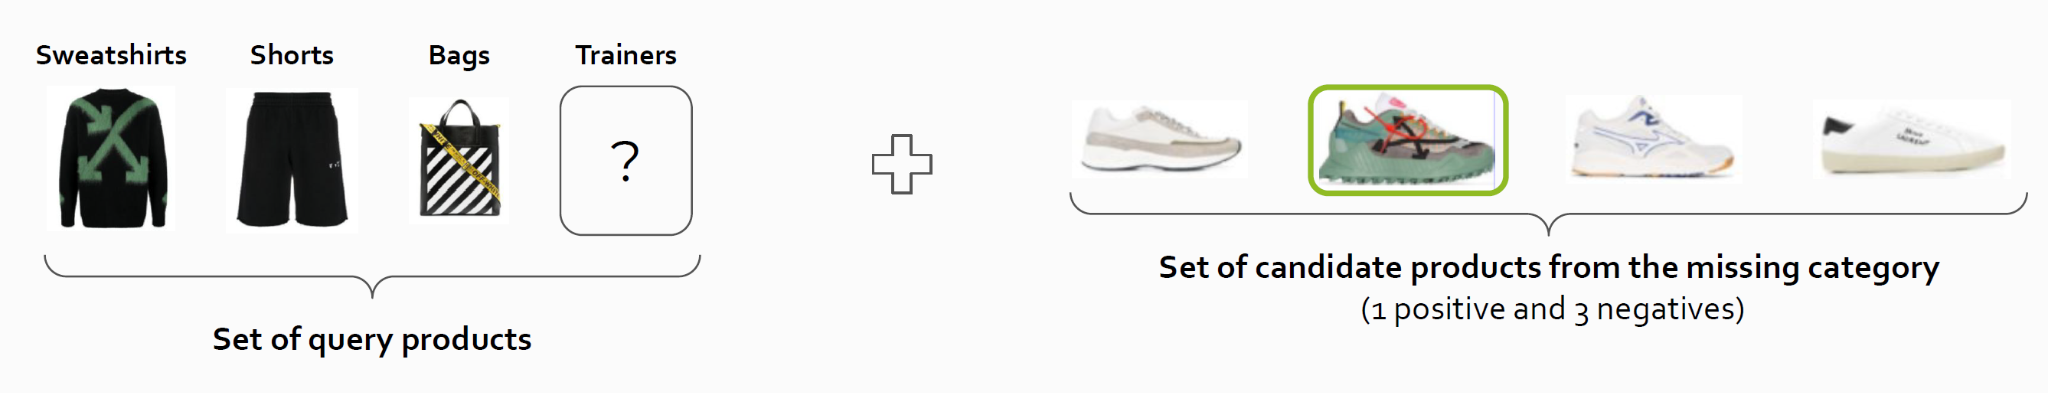 Sweatshirts
Shorts
Bags
Trainers
?
Set of query products
Set of candidate products from the missing category
(1 positive and 3 negatives)